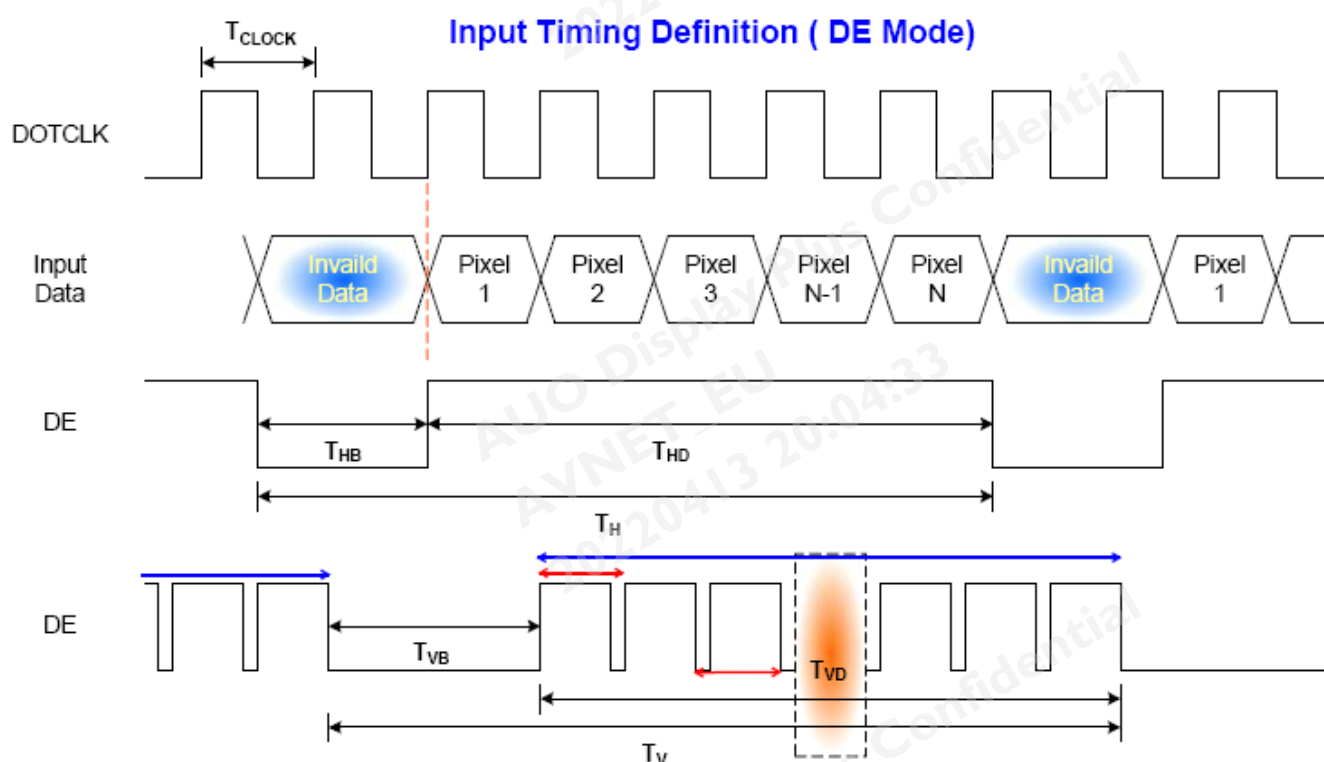 Input Timing Definition ( DE Mode)
TCLOCK
DOTCLK
Input
Data
Invaild
Data
Pixel
1
Pixel
2
Pixel
3
Pixel
N-1
Pixel
N
Invaild
Data
Pixel
1
DE
THB
THD
TH
DE
TVB
TVD
TV
AUO Display Plus Confidential
AVNET_EU
20220413 20:04:33
2022
Confidential